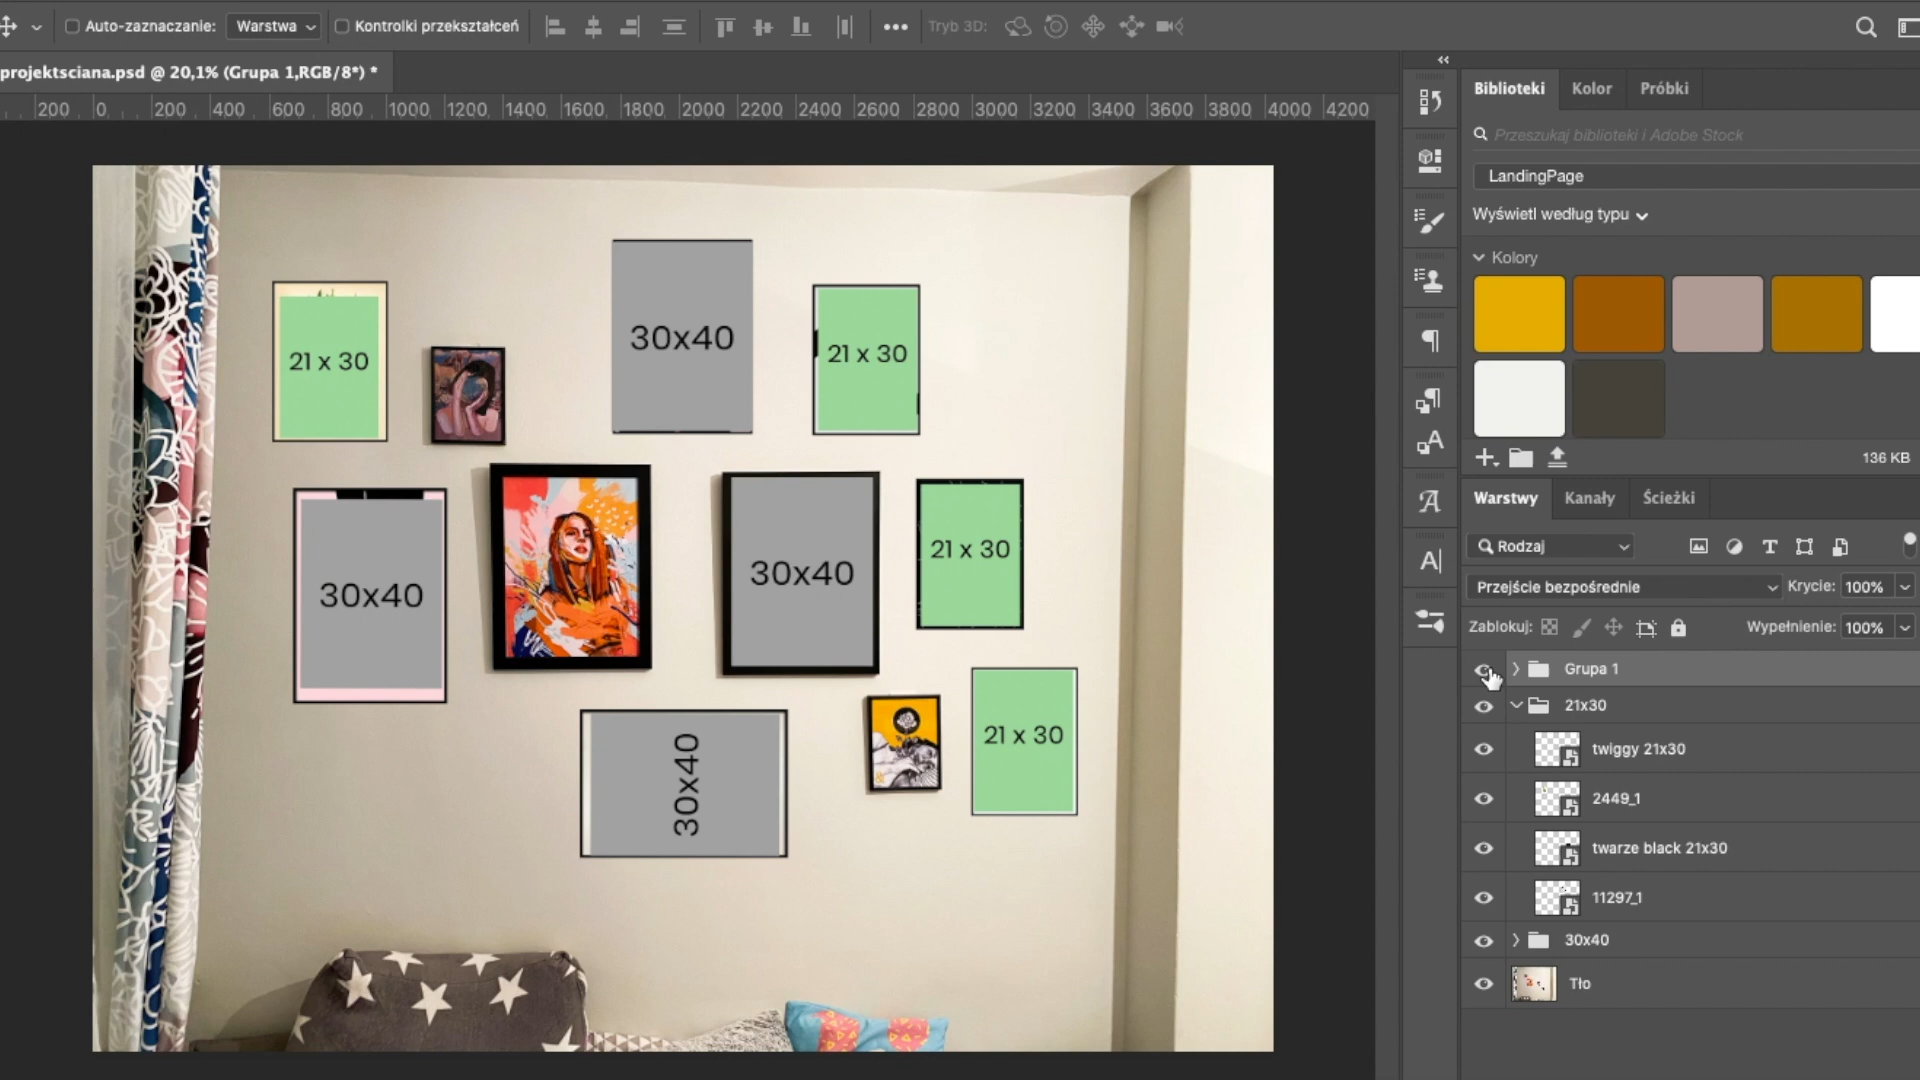 Auto-zaznaczanie: Warstwa Kontrolki przekształceń Tryb 3D:
projektsciana.psd @ 20,1% (Grupa 1,RGB/8*) *
200 0 200 400 600 800 1000 1200 1400 1600 1800 2000 2200 2400 2600 2800 3000 3200 3400 3600 3800 4000 4200
Biblioteki Kolor Próbki
Przeszukaj biblioteki i Adobe Stock
LandingPage
Wyświetl według typu
Kolory
136 KB
30x40
21 x 30
21 x 30
30x40
30x40
21 x 30
30x40
21 x 30
Warstwy Kanały Ścieżki
Rodzaj
Przejście bezpośrednie Krycie: 100%
Zablokuj: Wypełnienie: 100%
Grupa 1
21x30
twiggy 21x30
2449_1
twarze black 21x30
11297_1
30x40
Tło